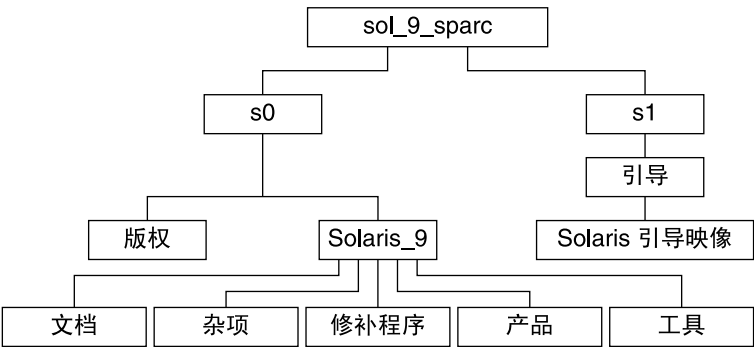 sol_9_sparc
s0
s1
引导
版权
Solaris_9
Solaris 引导映像
文档
杂项
修补程序
产品
工具